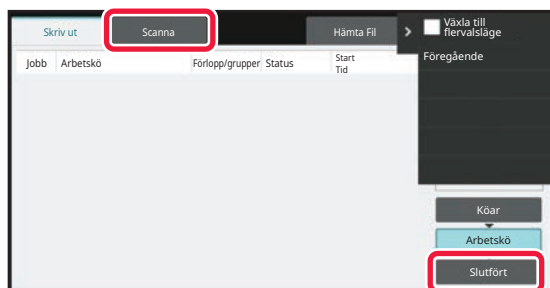 Skriv ut
Scanna
Hämta Fil
Växla till
flervalsläge
Jobb
Arbetskö
Förlopp/grupper
Status
Start
Tid
Föregående
Köar
Arbetskö
Slutfört